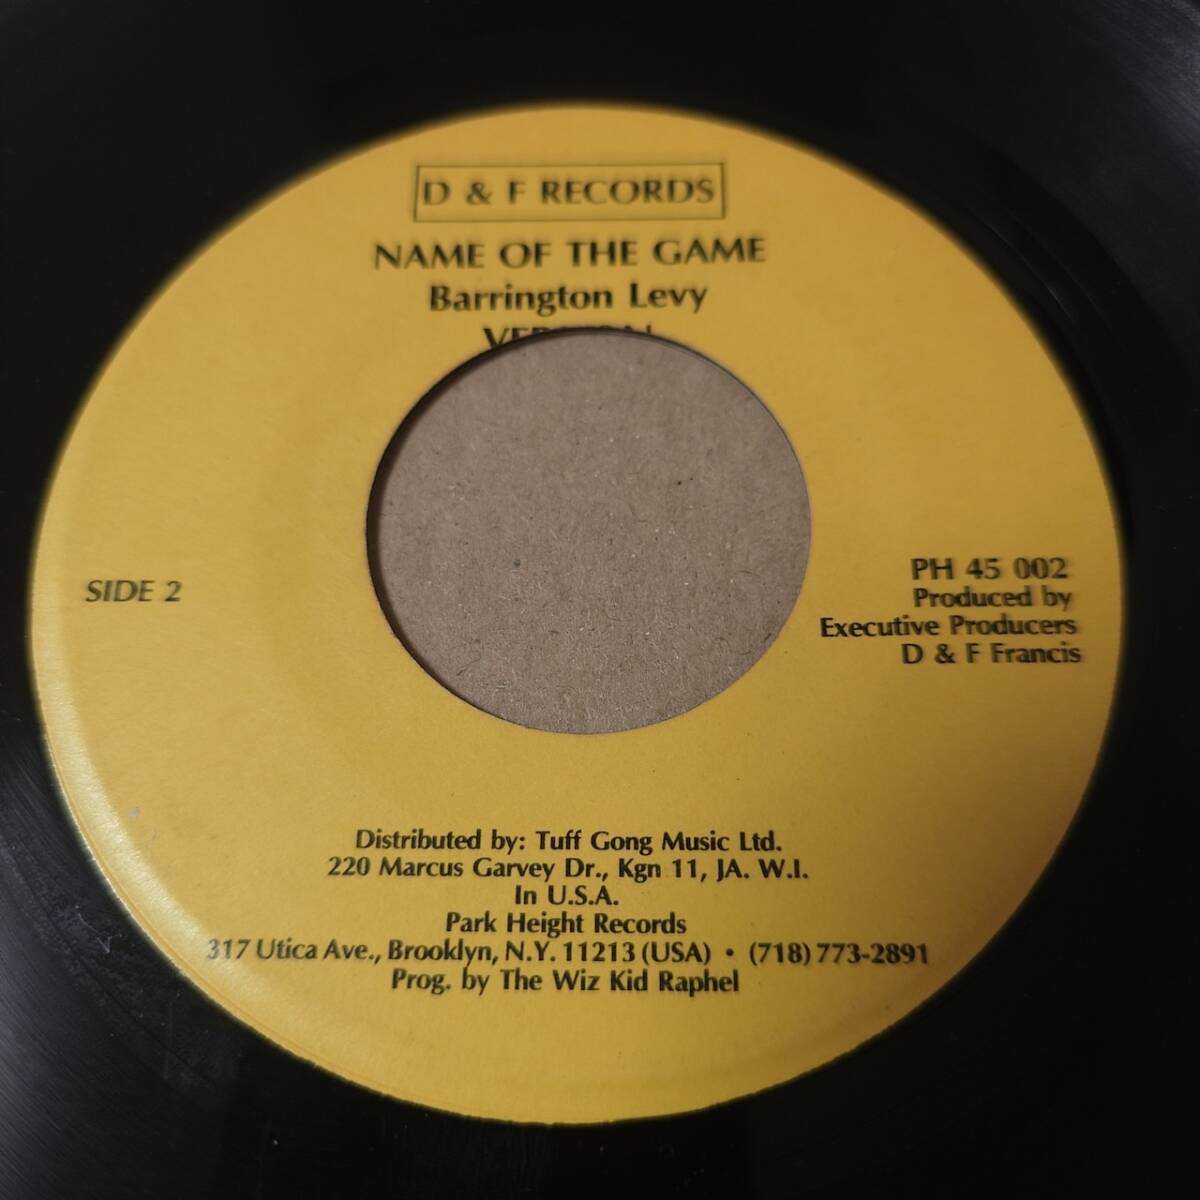 D & F RECORDS
NAME OF THE GAME
Barrington Levy
VERSION
SIDE 2
PH 45 002
Produced by
Executive Producers
D & F Francis
Distributed by: Tuff Gong Music Ltd.
220 Marcus Garvey Dr., Kgn 11, JA. W.I.
In U.S.A.
Park Height Records
317 Utica Ave., Brooklyn, N.Y. 11213 (USA) • (718) 773-2891
Prog. by The Wiz Kid Raphel